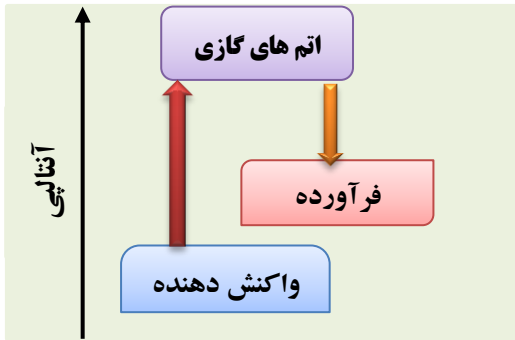 اتم های گازی
آنتالپی
فرآورده
واکنش دهنده